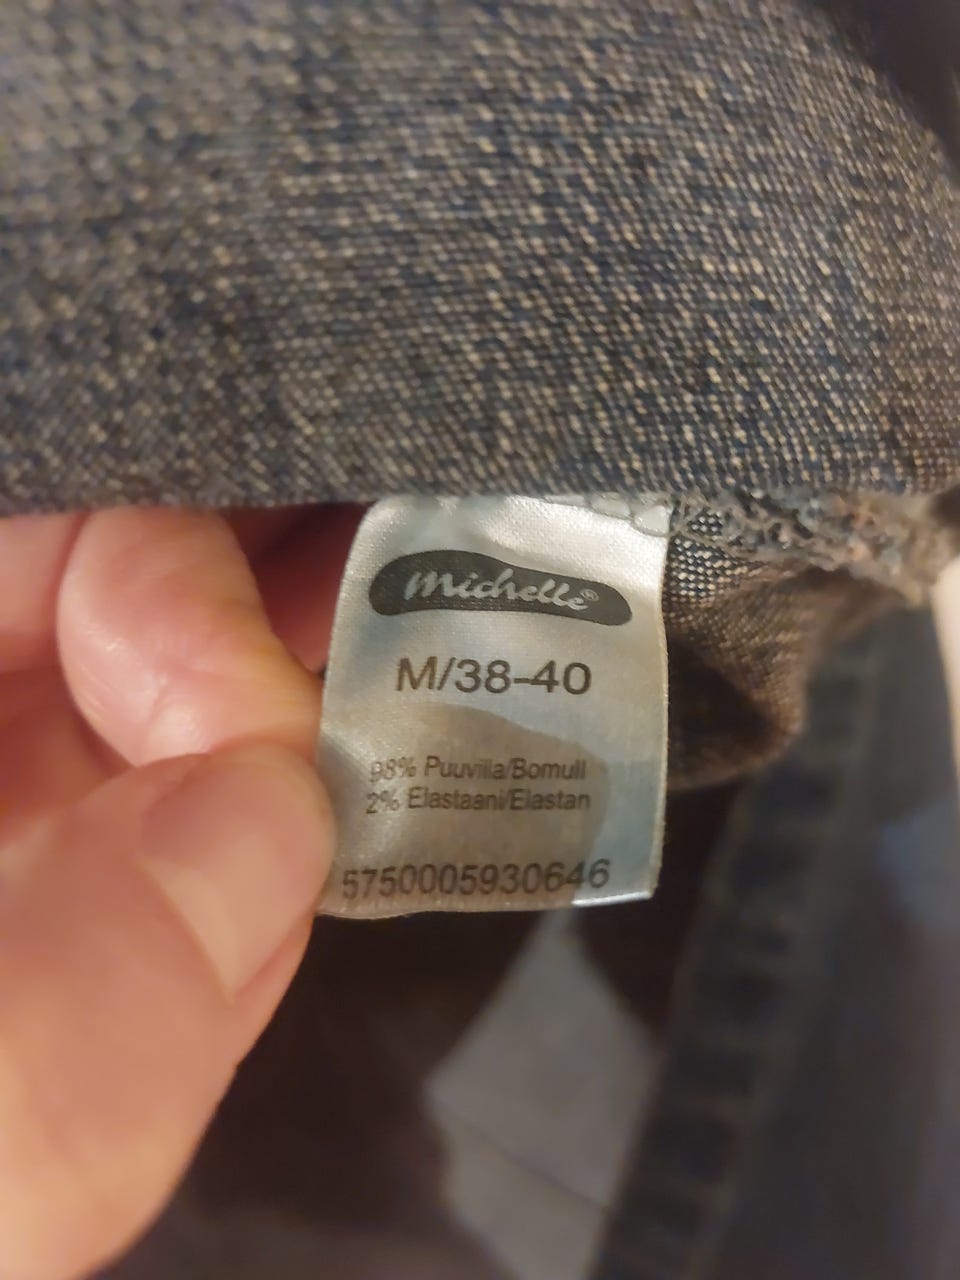 Michelle®
M/38-40
98% Puuvilla/Bomull
2% Elastaani/Elastan
5750005930646